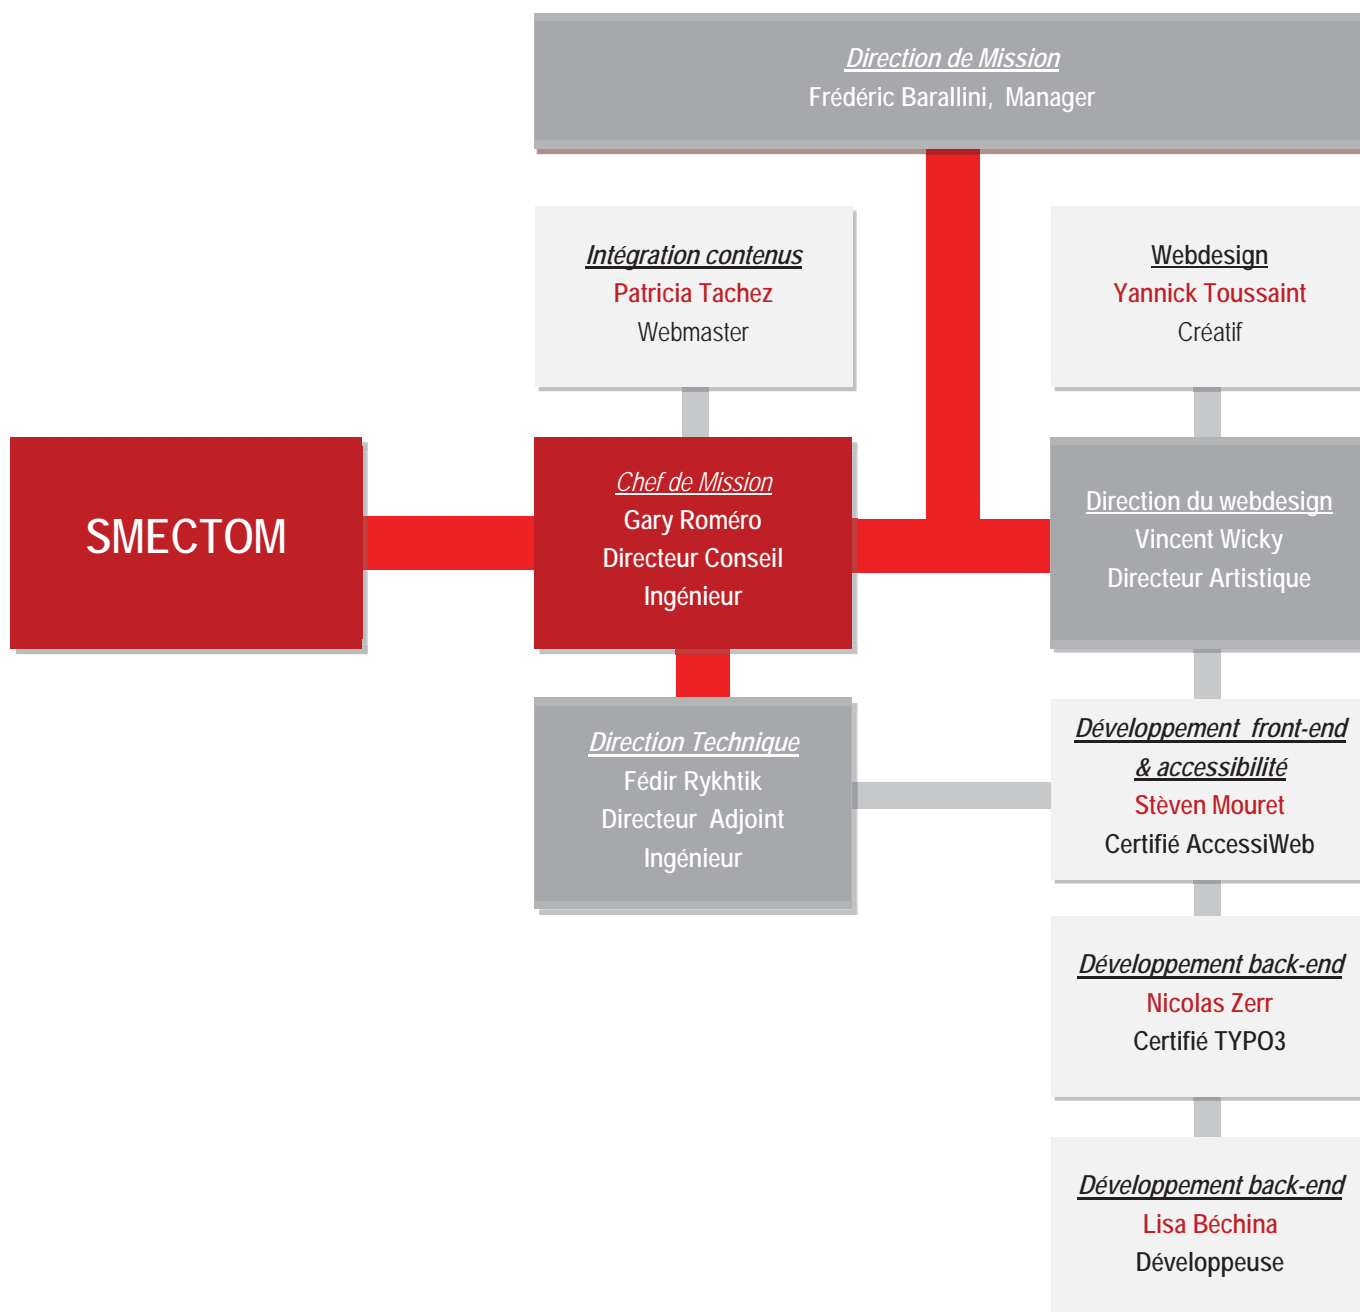 Direction de Mission
Frédéric Barallini, Manager
Intégration contenus
Patricia Tachez
Webmaster
Webdesign
Yannick Toussaint
Créatif
SMECTOM
Chef de Mission
Gary Roméro
Directeur Conseil
Ingénieur
Direction du webdesign
Vincent Wicky
Directeur Artistique
Direction Technique
Fédir Rykhtik
Directeur Adjoint
Ingénieur
Développement front-end
& accessibilité
Stèven Mouret
Certifié AccessiWeb
Développement back-end
Nicolas Zerr
Certifié TYPO3
Développement back-end
Lisa Béchina
Développeuse